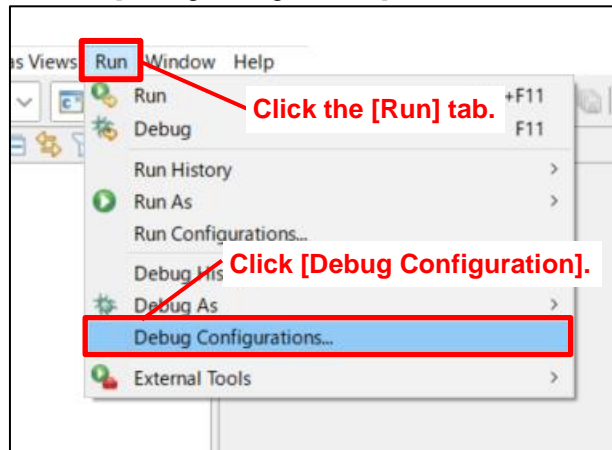 as Views Run Window Help
Run +F11
Click the [Run] tab.
Debug F11
Run History
Run As
Run Configurations...
Click [Debug Configuration].
Debug His
Debug As
Debug Configurations...
External Tools